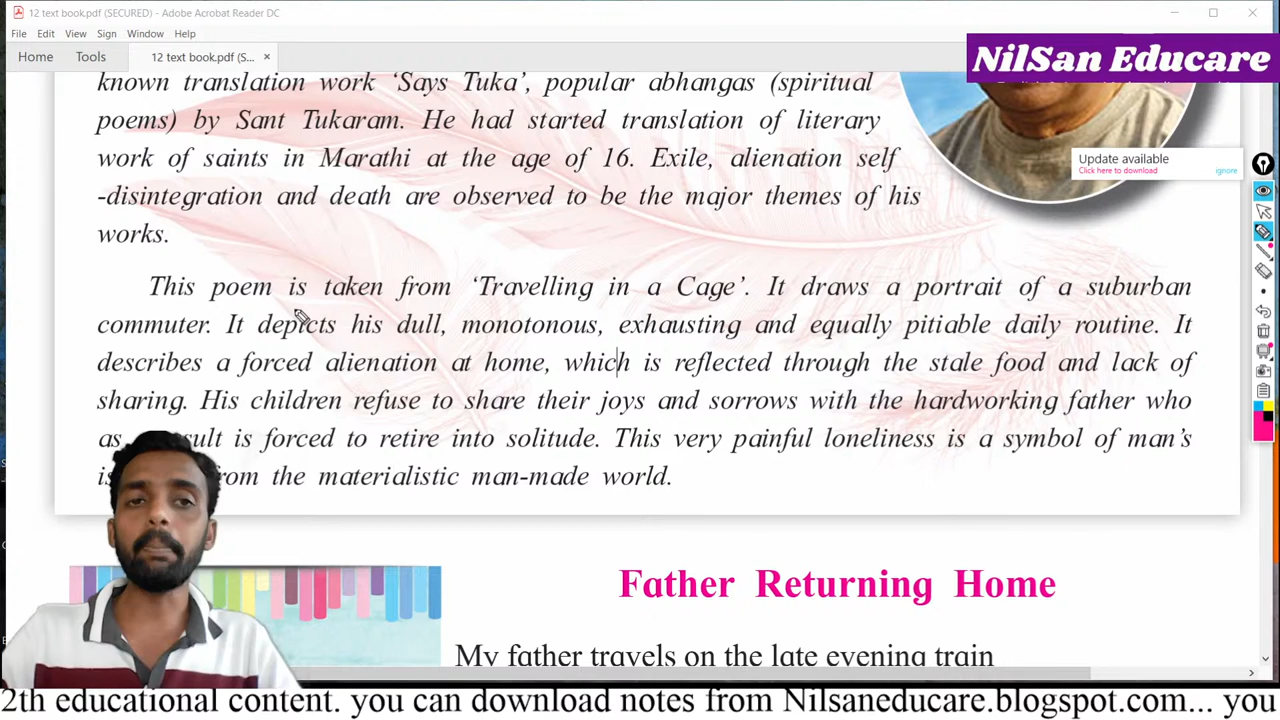 12 text book.pdf (SECURED) - Adobe Acrobat Reader DC
File Edit View Sign Window Help
Home Tools 12 text book.pdf (S... ×
NilSan Educare
known translation work ‘Says Tuka’, popular abhangas (spiritual
poems) by Sant Tukaram. He had started translation of literary
work of saints in Marathi at the age of 16. Exile, alienation self
-disintegration and death are observed to be the major themes of his
works.
Update available
Click here to download ignore
This poem is taken from ‘Travelling in a Cage’. It draws a portrait of a suburban
commuter. It depicts his dull, monotonous, exhausting and equally pitiable daily routine. It
describes a forced alienation at home, which is reflected through the stale food and lack of
sharing. His children refuse to share their joys and sorrows with the hardworking father who
as is forced to retire into solitude. This very painful loneliness is a symbol of man’s
from the materialistic man-made world.
Father Returning Home
My father travels on the late evening train
2th educational content. you can download notes from Nilsaneducare.blogspot.com... you